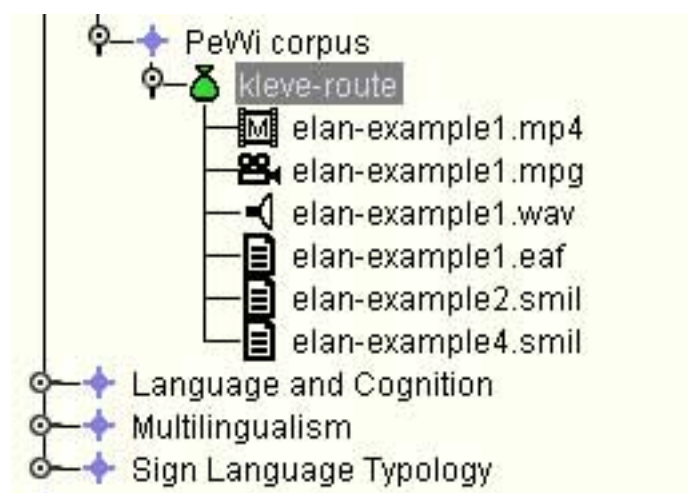 PeWi corpus
kleve-route
elan-example1.mp4
elan-example1.mpg
elan-example1.wav
elan-example1.eaf
elan-example2.smil
elan-example4.smil
Language and Cognition
Multilingualism
Sign Language Typology